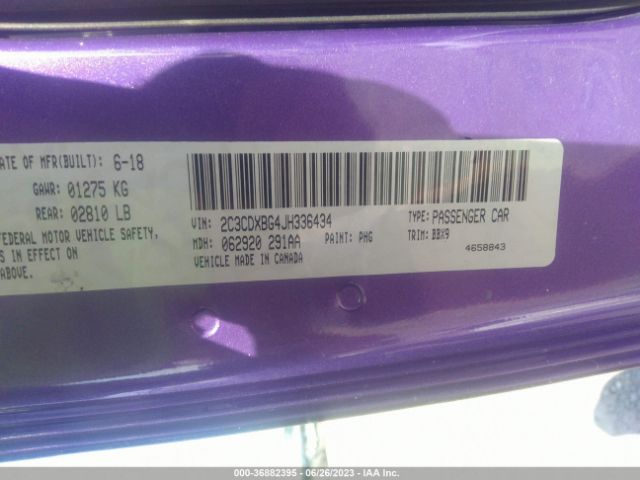 ATE OF MFR(BUILT): 6-18
GAWR: 01275 KG
REAR: 02810 LB
FEDERAL MOTOR VEHICLE SAFETY,
S IN EFFECT ON
ABOVE.
VIN: 2C3CDXBG4JH336434 TYPE: PASSENGER CAR
MDH: 062920 291AA PAINT: PHG TRIM: BBX9
VEHICLE MADE IN CANADA 4658843
000-36882395 - 06/26/2023 - IAA Inc.